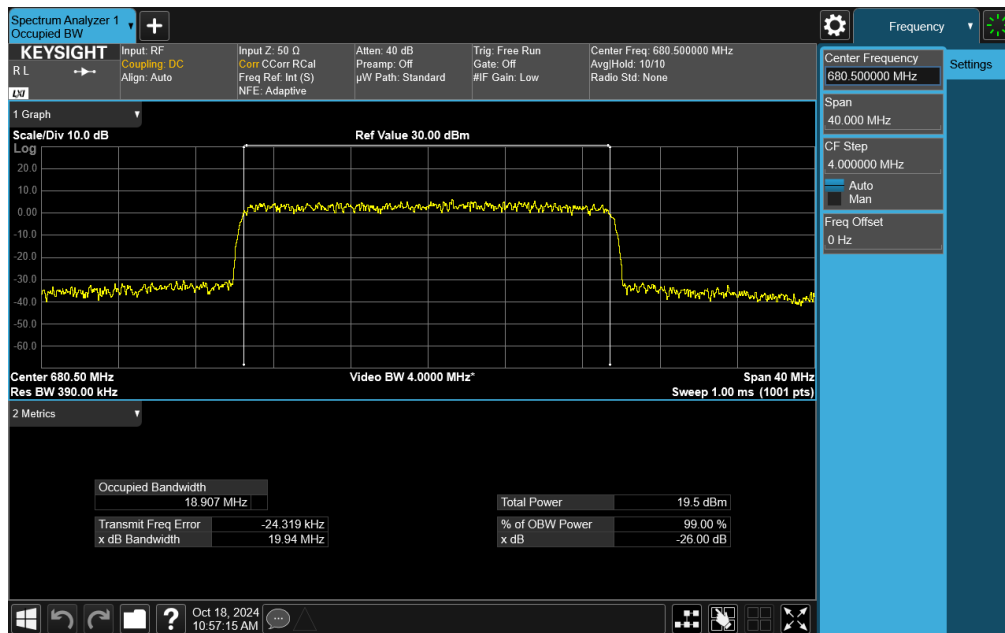 Spectrum Analyzer 1
Occupied BW
Frequency
KEYSIGHT
R L
LXI
Input: RF
Coupling: DC
Align: Auto
Input Z: 50 Ω
Corr CCorr RCal
Freq Ref: Int (S)
NFE: Adaptive
Atten: 40 dB
Preamp: Off
µW Path: Standard
Trig: Free Run
Gate: Off
#IF Gain: Low
Center Freq: 680.500000 MHz
Avg|Hold: 10/10
Radio Std: None
Center Frequency
680.500000 MHz
Settings
Span
40.000 MHz
CF Step
4.000000 MHz
Auto
Man
Freq Offset
0 Hz
1 Graph
Scale/Div 10.0 dB
Ref Value 30.00 dBm
Log
20.0
10.0
0.00
-10.0
-20.0
-30.0
-40.0
-50.0
-60.0
Center 680.50 MHz
Video BW 4.0000 MHz*
Span 40 MHz
Res BW 390.00 kHz
Sweep 1.00 ms (1001 pts)
2 Metrics
Occupied Bandwidth
18.907 MHz
Total Power 19.5 dBm
Transmit Freq Error -24.319 kHz
% of OBW Power 99.00 %
x dB Bandwidth 19.94 MHz
x dB -26.00 dB
Oct 18, 2024
10:57:15 AM